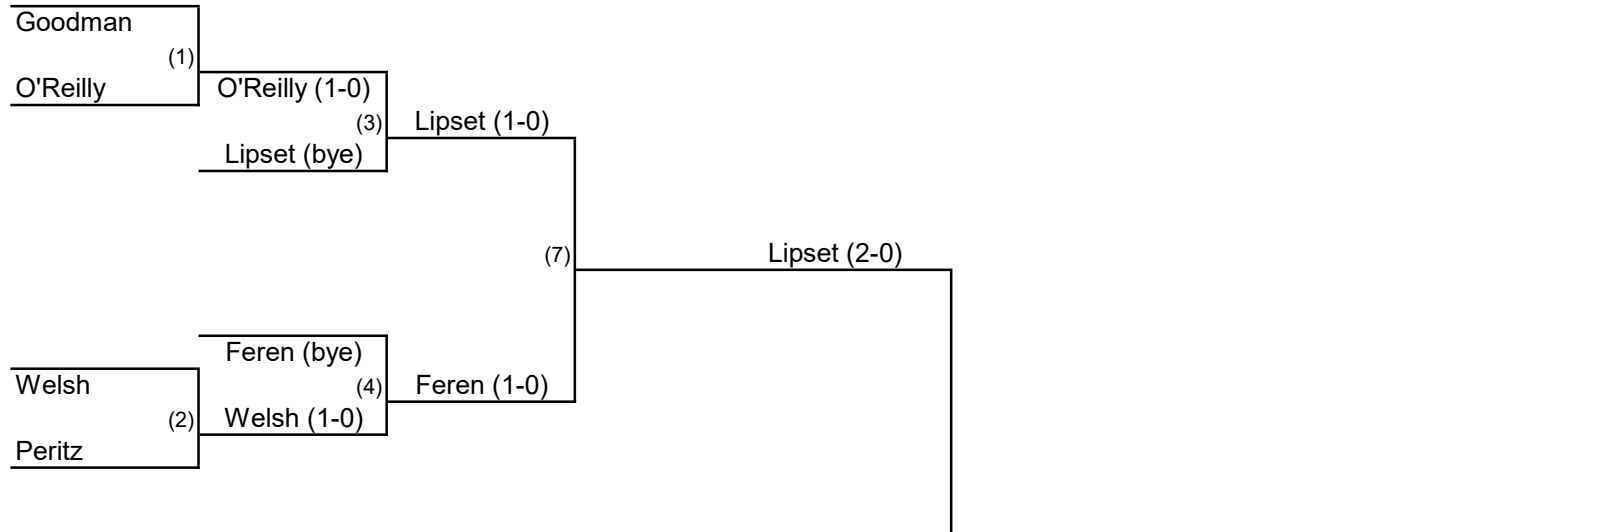 Goodman
(1)
O'Reilly
O'Reilly (1-0)
(3)
Lipset (1-0)
Lipset (bye)
(7)
Lipset (2-0)
Feren (bye)
Welsh
(4)
Feren (1-0)
(2)
Welsh (1-0)
Peritz